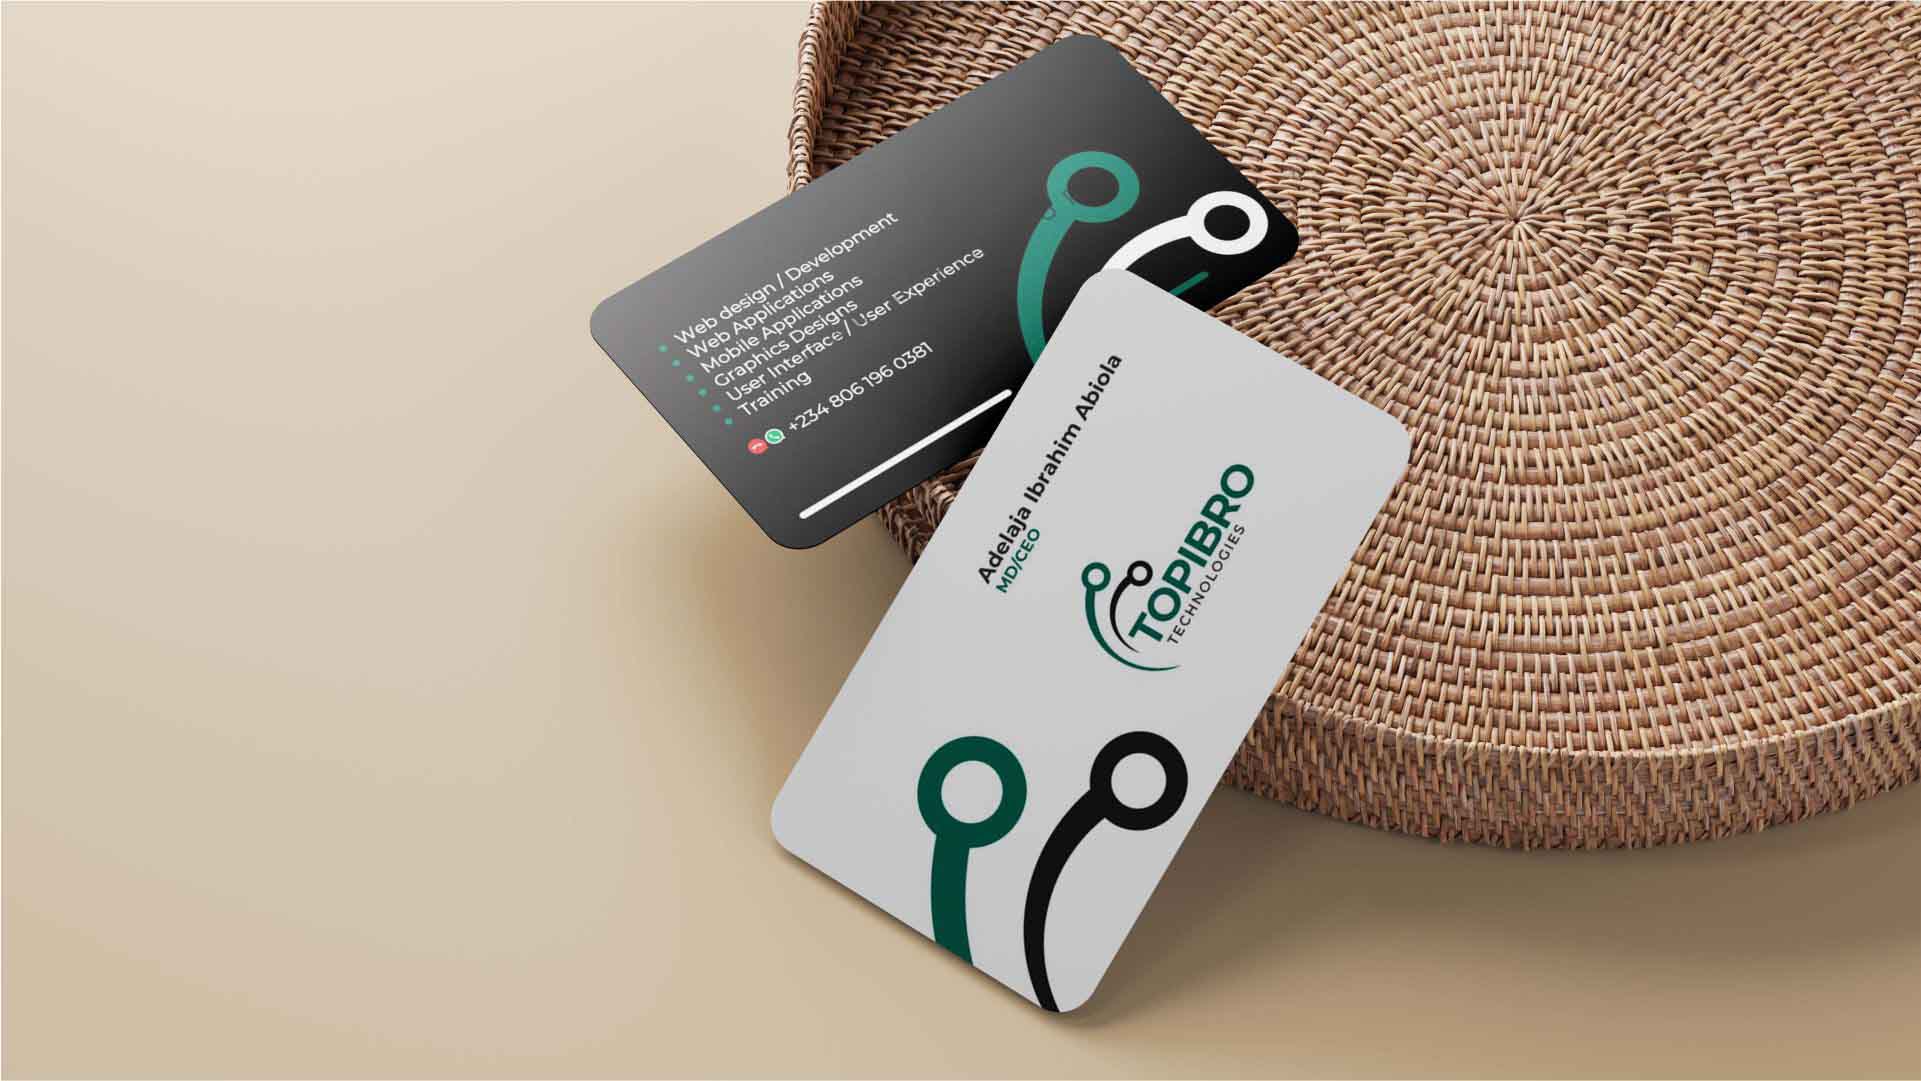 Web design / Development
Web Applications
Mobile Applications
Graphics Designs
User Interface / User Experience
Training
+234 806 196 0381
Adelaja Ibrahim Abiola
MD/CEO
TOPIBRO
TECHNOLOGIES